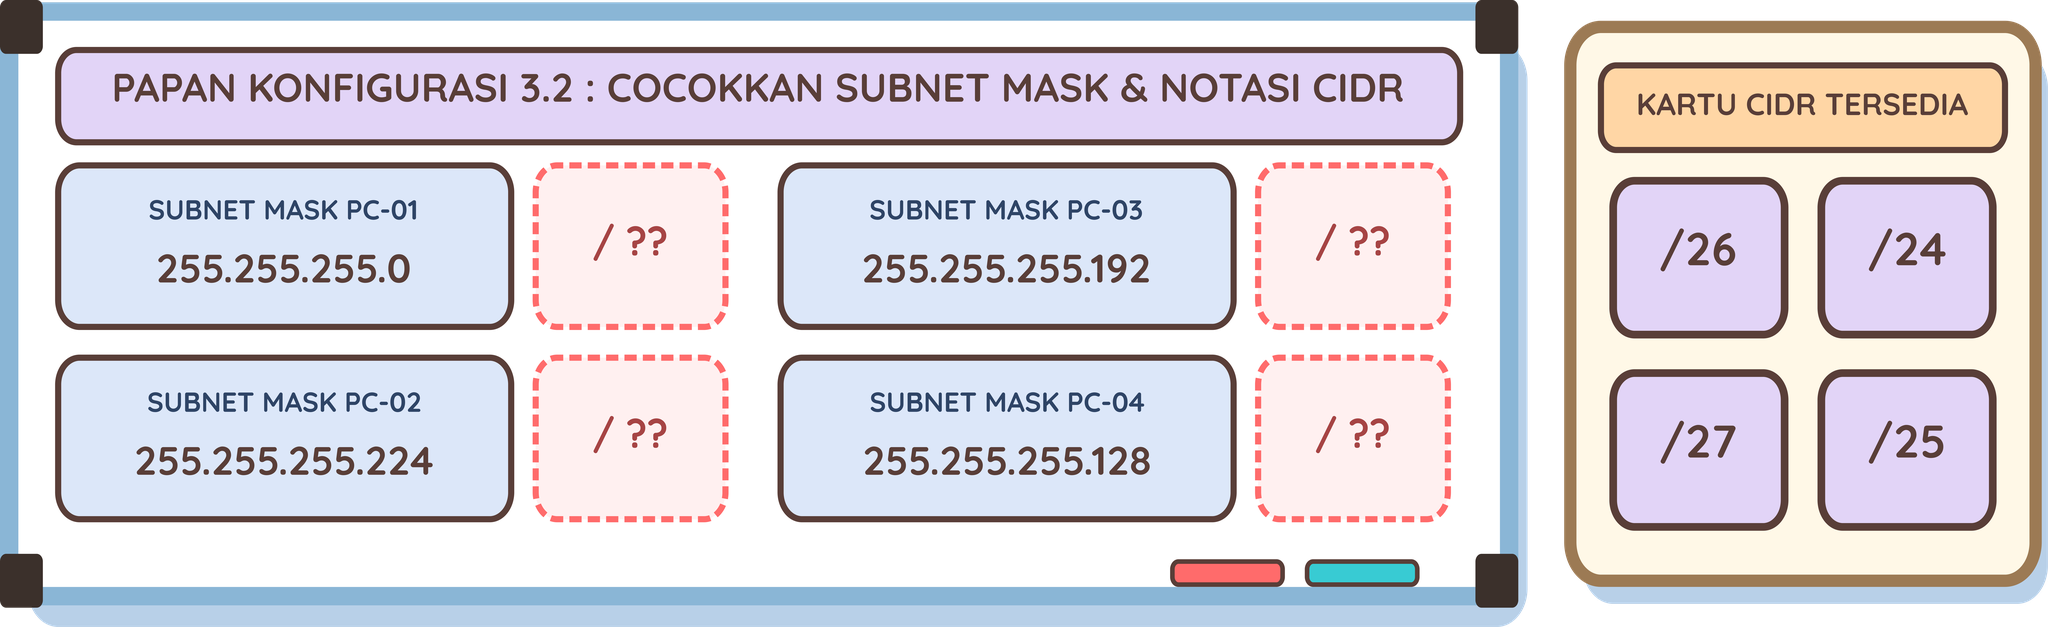 PAPAN KONFIGURASI 3.2 : COCOKKAN SUBNET MASK & NOTASI CIDR
SUBNET MASK PC-01
255.255.255.0
/ ??
SUBNET MASK PC-03
255.255.255.192
/ ??
SUBNET MASK PC-02
255.255.255.224
/ ??
SUBNET MASK PC-04
255.255.255.128
/ ??
KARTU CIDR TERSEDIA
/26
/24
/27
/25